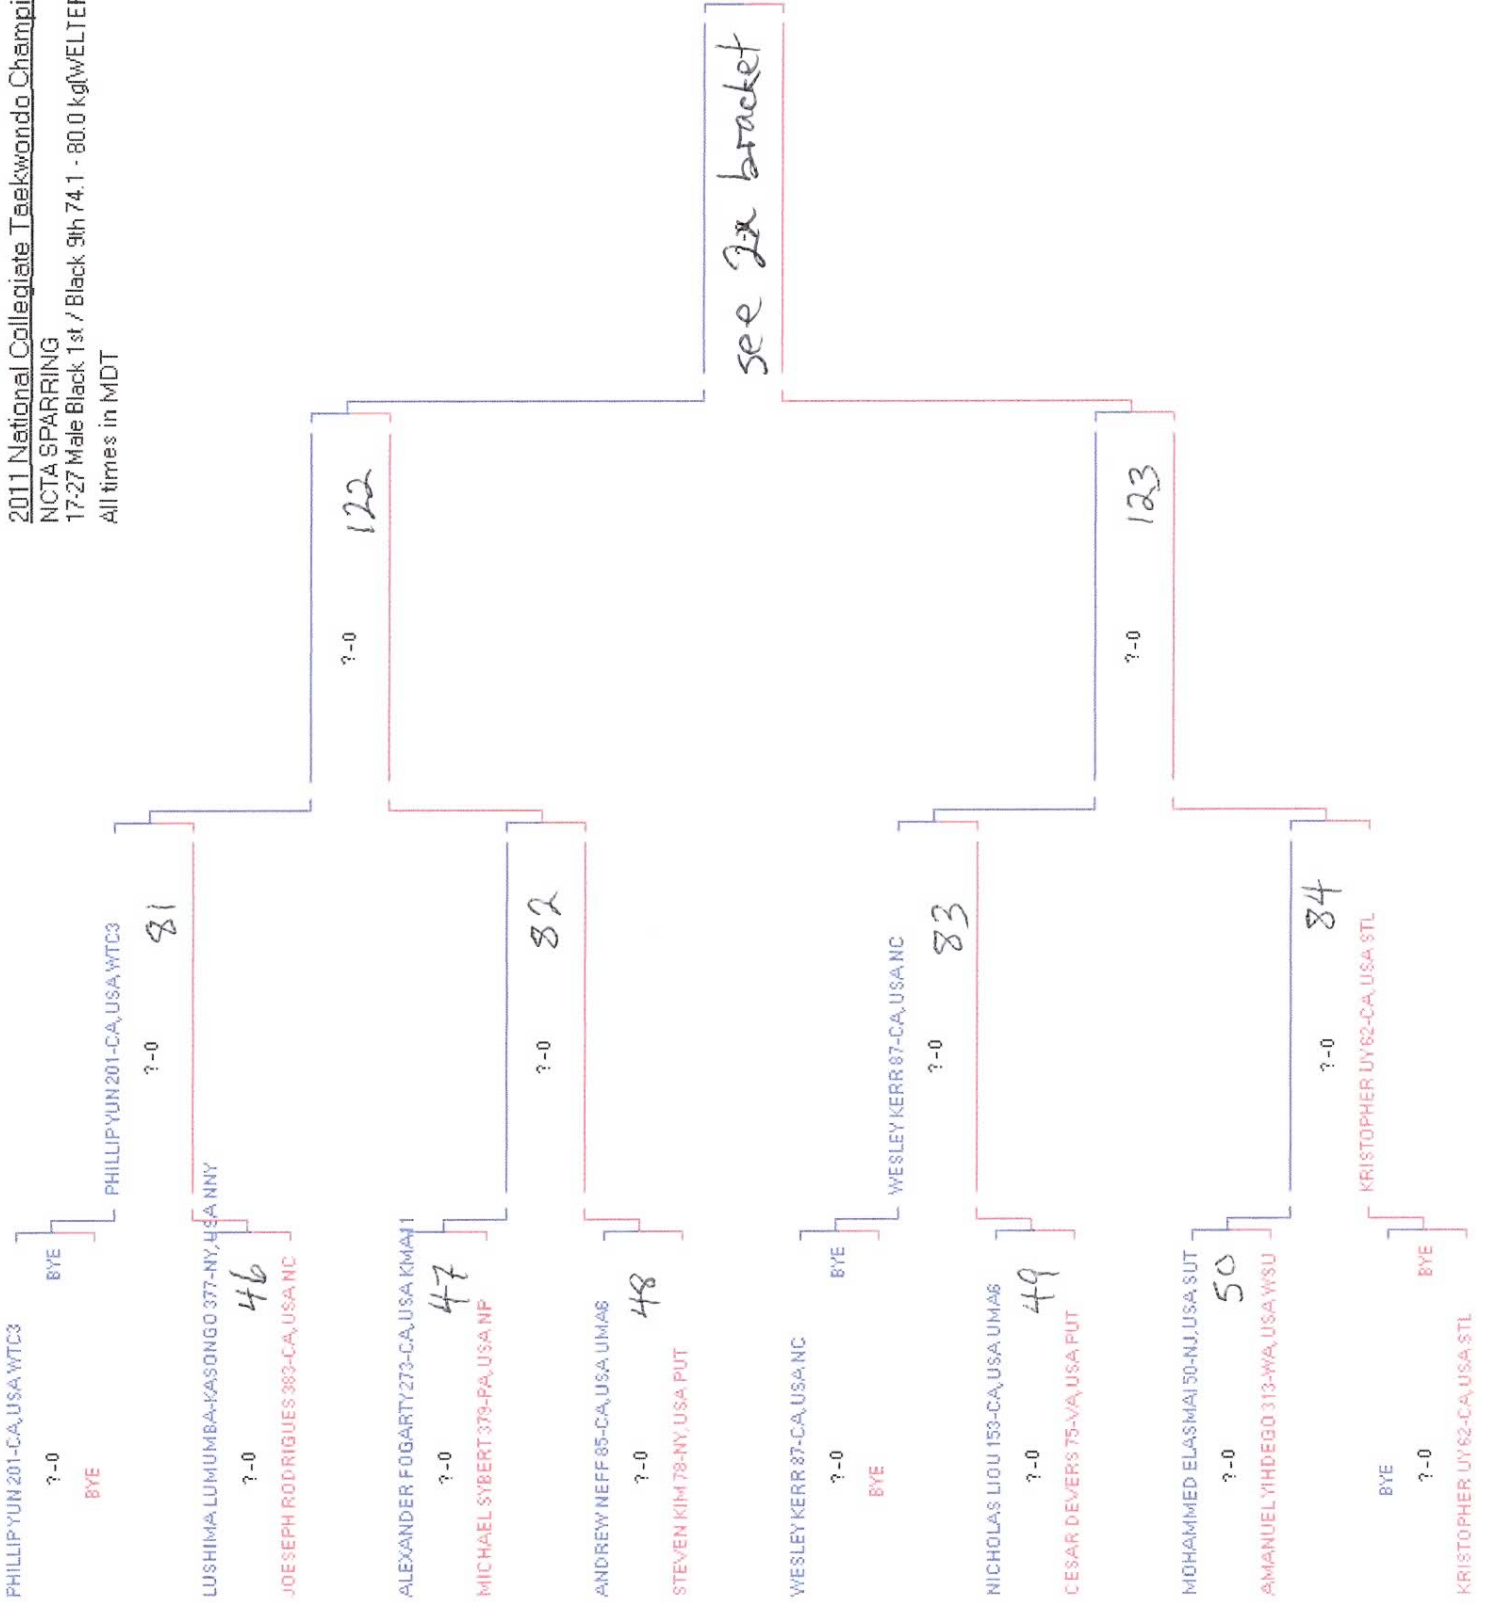 2011 National Collegiate Taekwondo Champi
NCTA SPARRING
17-27 Male Black 1st / Black 9th 74.1 - 80.0 kg(WELTER
All times in MDT
PHILLIP YUN 201-CA, USA WTC3
?-0
BYE
BYE
PHILLIP YUN 201-CA, USA WTC3
?-0
81
LUSHIMA LUMUMBA-KASONGO 377-NY, USA NNY
?-0
46
JOESEPH RODRIGUES 383-CA, USA NC
?-0
122
ALEXANDER FOGARTY 273-CA, USA KMA11
?-0
47
MICHAEL SYBERT 379-PA, USA NP
?-0
82
ANDREW NEFF 85-CA, USA UMA6
?-0
48
STEVEN KIM 78-NY, USA PUT
see 2x bracket
WESLEY KERR 87-CA, USA NC
?-0
BYE
BYE
WESLEY KERR 87-CA, USA NC
?-0
83
NICHOLAS LIOU 153-CA, USA UMA6
?-0
49
CESAR DEVERS 75-VA, USA PUT
?-0
123
MOHAMMED ELASMAI 50-NJ, USA SUT
?-0
50
AMANUEL YIHDEGO 313-WA, USA WSU
?-0
84
KRISTOPHER UY 62-CA, USA STL
BYE
?-0
BYE
KRISTOPHER UY 62-CA, USA STL